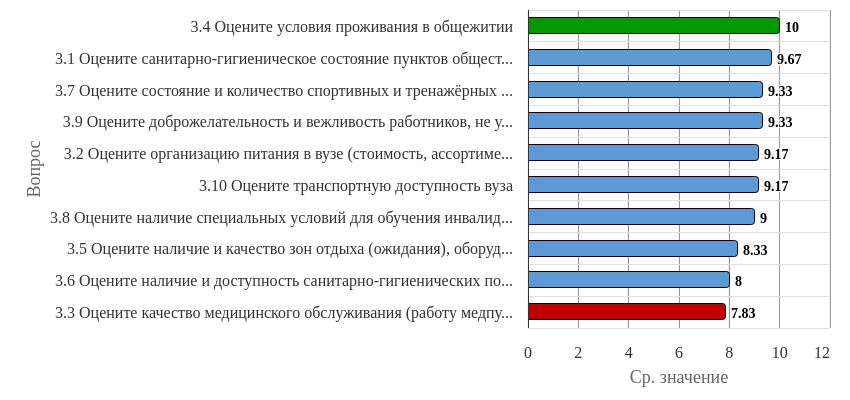 3.4 Оцените условия проживания в общежитии 10
3.1 Оцените санитарно-гигиеническое состояние пунктов общест... 9.67
3.7 Оцените состояние и количество спортивных и тренажёрных ... 9.33
3.9 Оцените доброжелательность и вежливость работников, не у... 9.33
3.2 Оцените организацию питания в вузе (стоимость, ассортиме... 9.17
3.10 Оцените транспортную доступность вуза 9.17
3.8 Оцените наличие специальных условий для обучения инвалид... 9
3.5 Оцените наличие и качество зон отдыха (ожидания), оборуд... 8.33
3.6 Оцените наличие и доступность санитарно-гигиенических по... 8
3.3 Оцените качество медицинского обслуживания (работу медпу... 7.83
Вопрос
0 2 4 6 8 10 12
Ср. значение